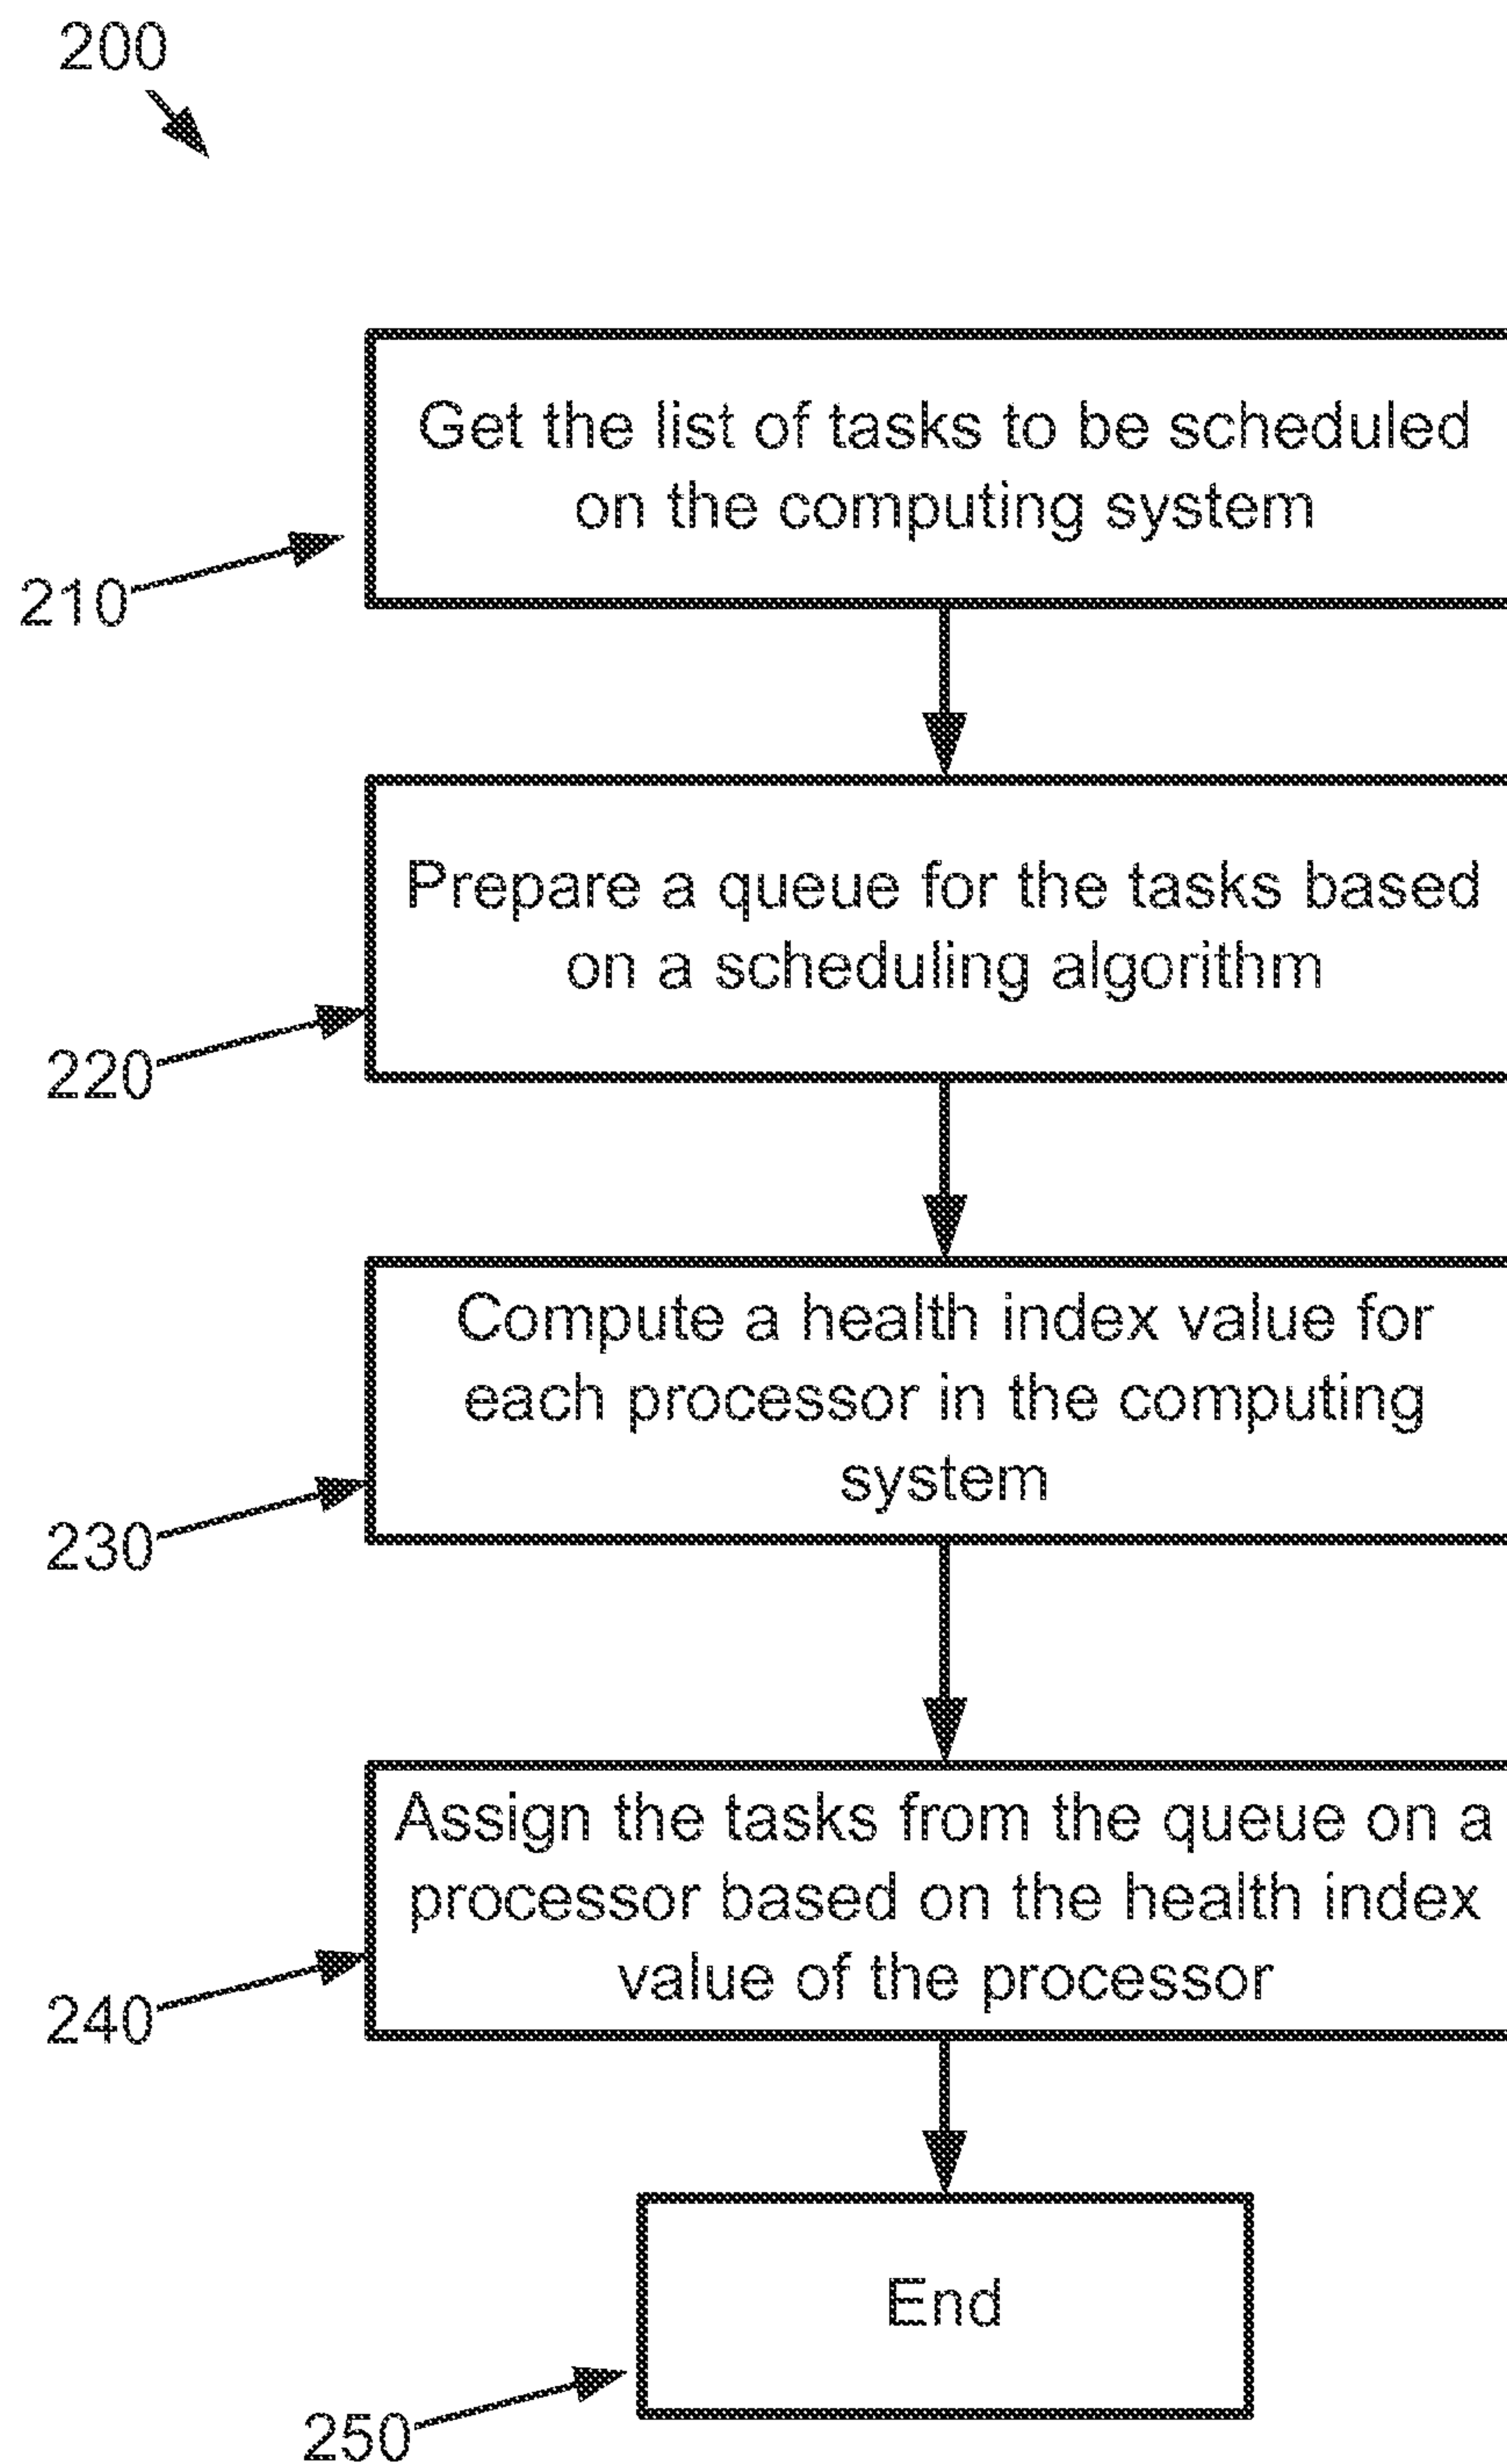 200
Get the list of tasks to be scheduled
on the computing system
210
Prepare a queue for the tasks based
on a scheduling algorithm
220
Compute a health index value for
each processor in the computing
system
230
Assign the tasks from the queue on a
processor based on the health index
value of the processor
240
End
250